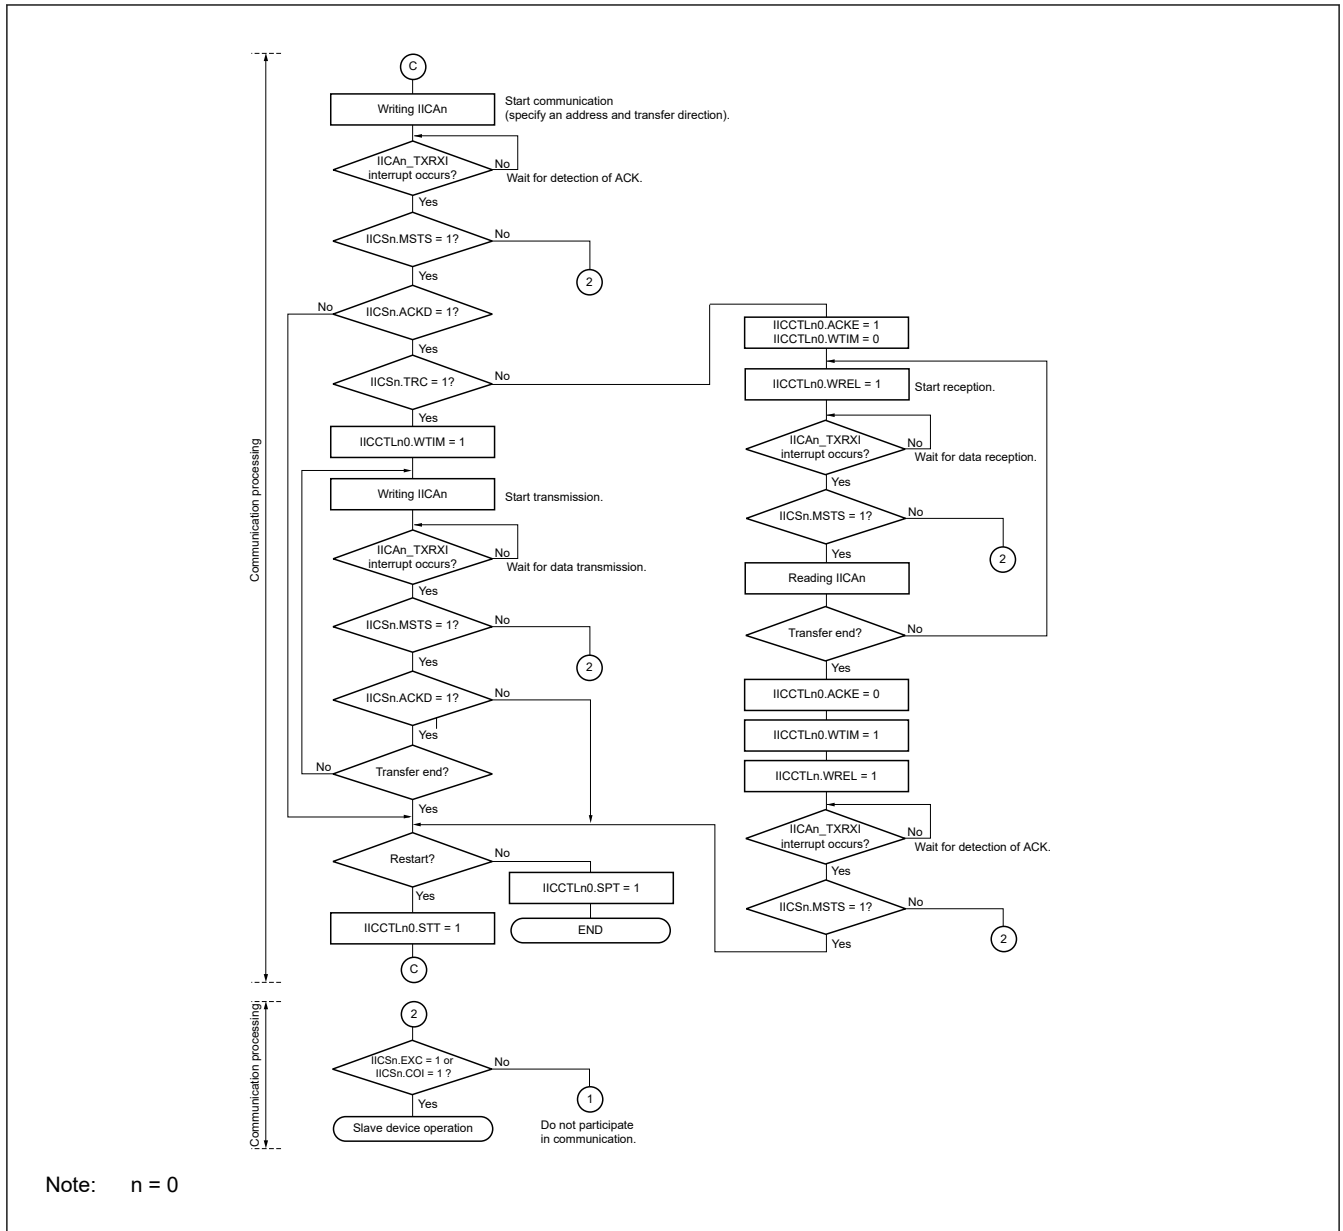 Communication processing
C
Writing IICAn
Start communication
(specify an address and transfer direction).
IICAn_TXRXI
interrupt occurs?
No
Wait for detection of ACK.
Yes
IICSn.MSTS = 1?
No
2
Yes
IICSn.ACKD = 1?
No
Yes
IICSn.TRC = 1?
No
Yes
IICCTLn0.WTIM = 1
Writing IICAn
Start transmission.
IICAn_TXRXI
interrupt occurs?
No
Wait for data transmission.
Yes
IICSn.MSTS = 1?
No
2
Yes
IICSn.ACKD = 1?
No
Yes
Transfer end?
No
Yes
Restart?
No
IICCTLn0.SPT = 1
END
Yes
IICCTLn0.STT = 1
C
IICCTLn0.ACKE = 1
IICCTLn0.WTIM = 0
IICCTLn0.WREL = 1
Start reception.
IICAn_TXRXI
interrupt occurs?
No
Wait for data reception.
Yes
IICSn.MSTS = 1?
No
2
Yes
Reading IICAn
Transfer end?
No
Yes
IICCTLn0.ACKE = 0
IICCTLn0.WTIM = 1
IICCTLn.WREL = 1
IICAn_TXRXI
interrupt occurs?
No
Wait for detection of ACK.
Yes
IICSn.MSTS = 1?
No
2
Yes
Communication processing
2
IICSn.EXC = 1 or
IICSn.COI = 1 ?
No
1
Do not participate
in communication.
Yes
Slave device operation
Note: n = 0